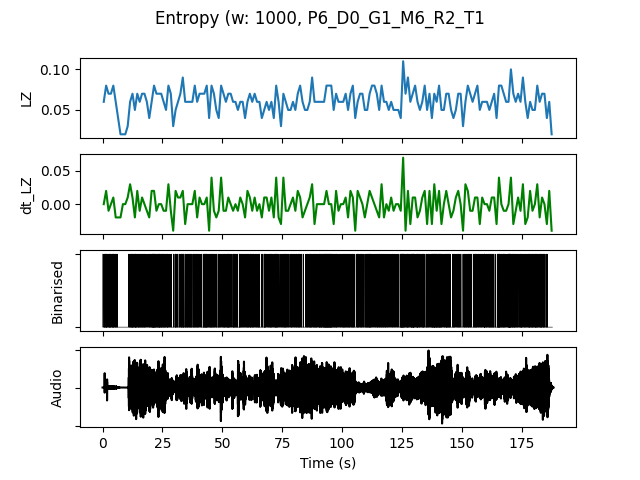 Entropy (w: 1000, P6_D0_G1_M6_R2_T1
0.10
0.05
LZ
0.05
0.00
dt_LZ
Binarised
Audio
0 25 50 75 100 125 150 175
Time (s)